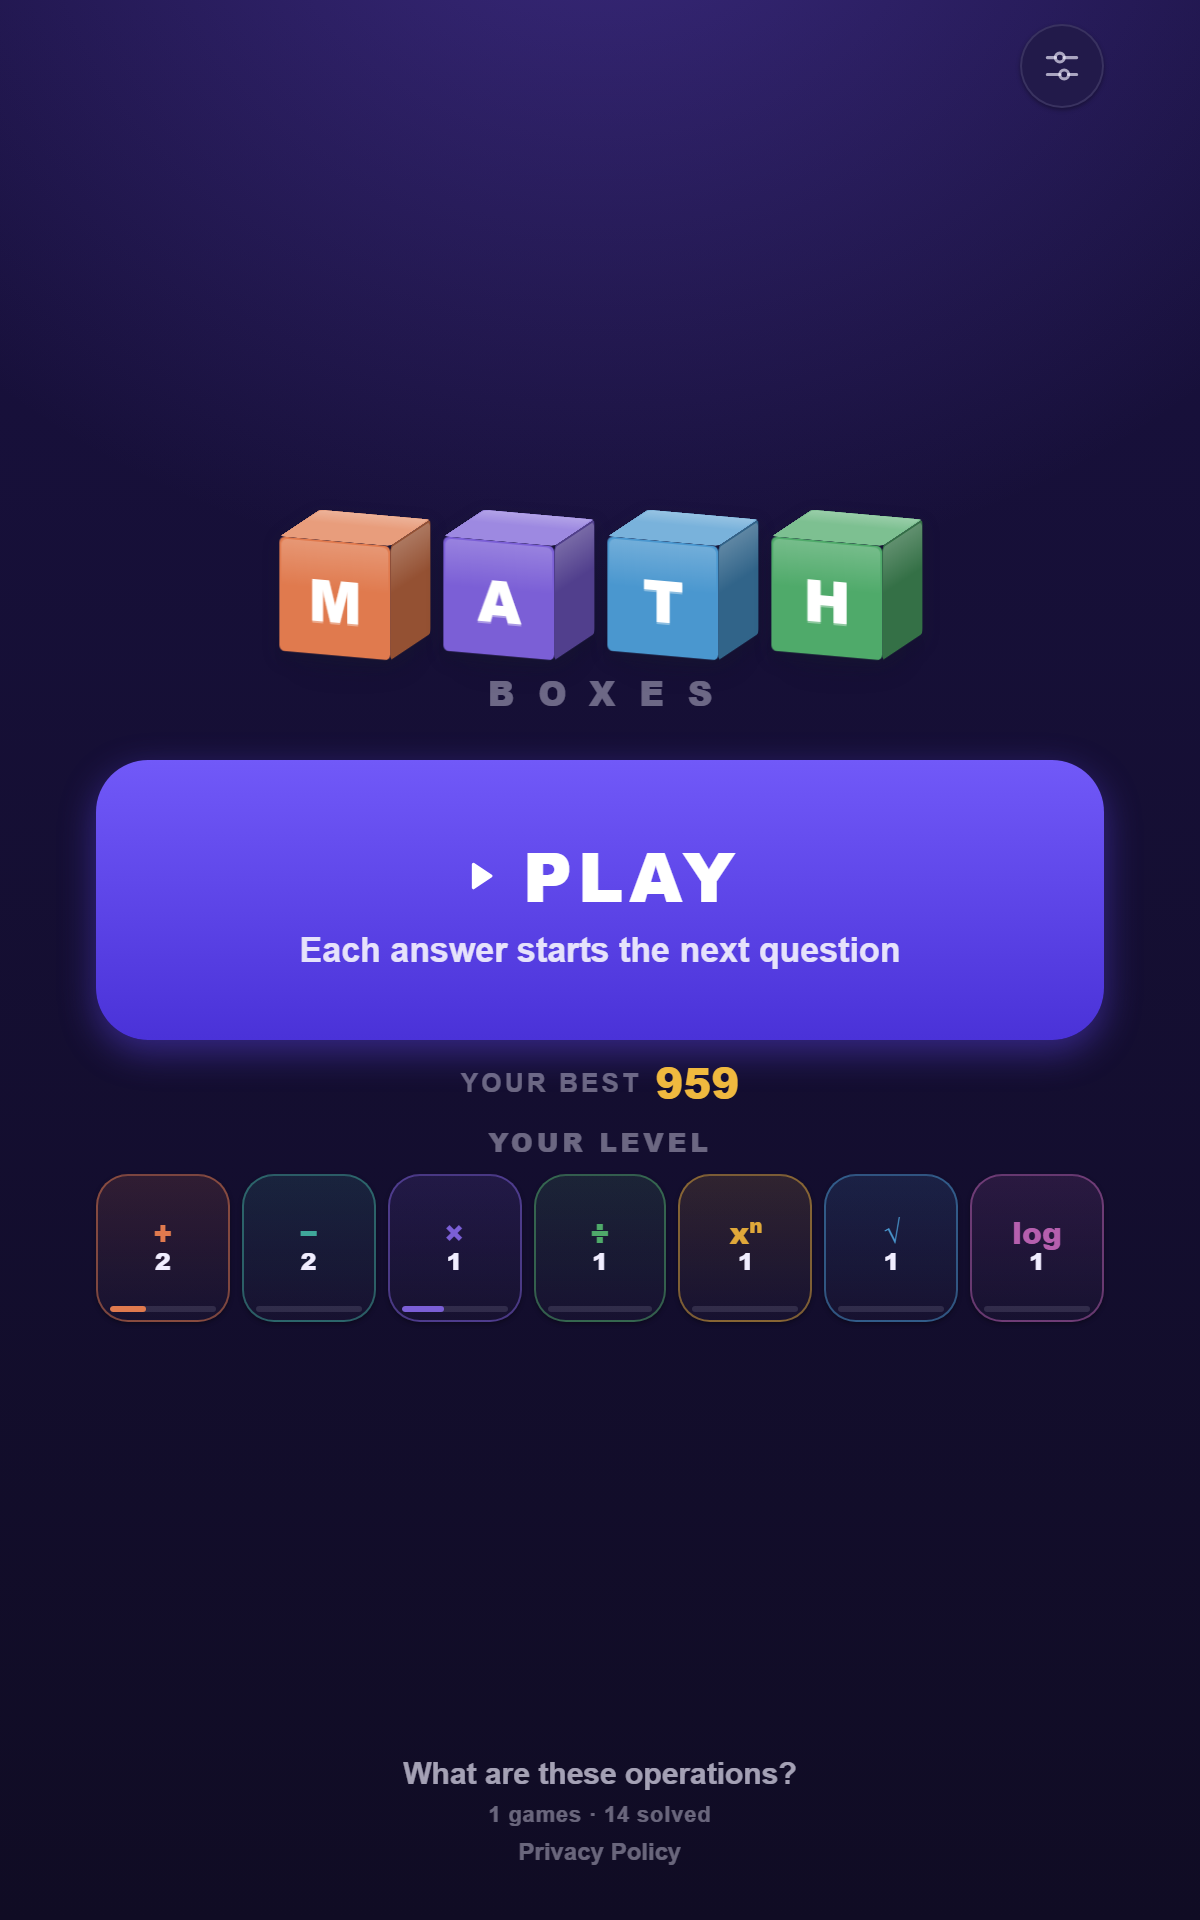 M A T H
BOXES
PLAY
Each answer starts the next question
YOUR BEST 959
YOUR LEVEL
+ − × ÷ xⁿ √ log
2 2 1 1 1 1 1
What are these operations?
1 games · 14 solved
Privacy Policy